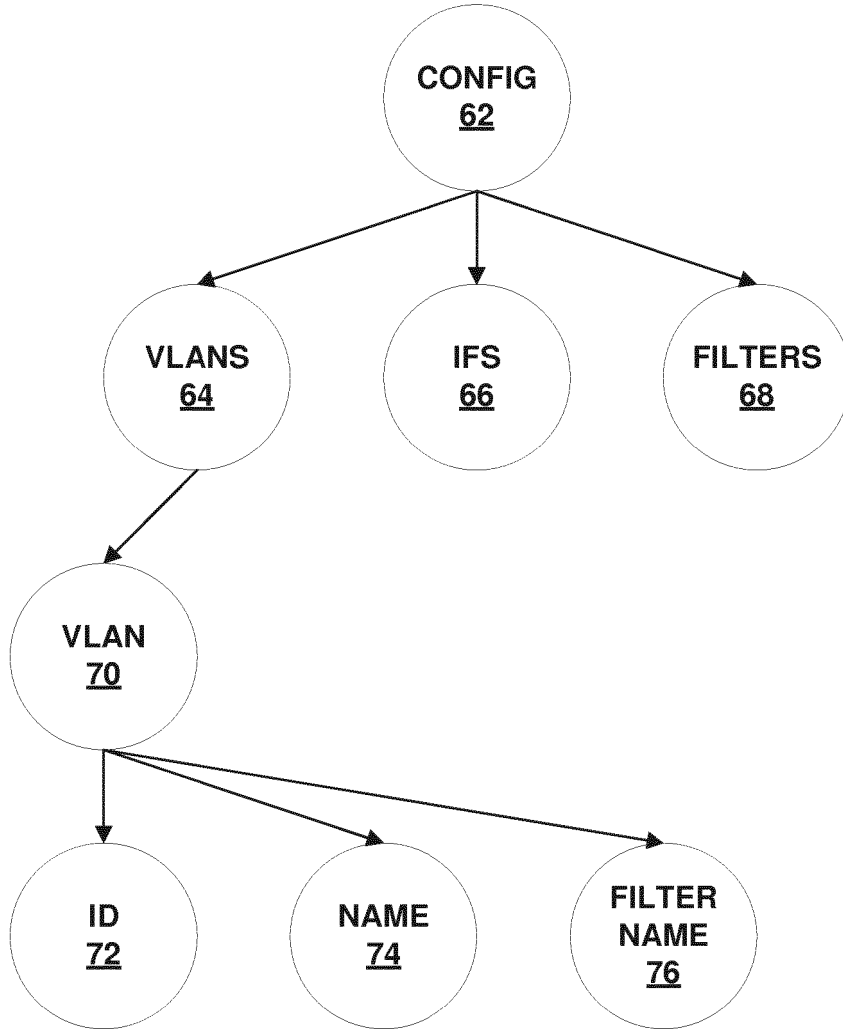 CONFIG
62
VLANS
64
IFS
66
FILTERS
68
VLAN
70
ID
72
NAME
74
FILTER
NAME
76